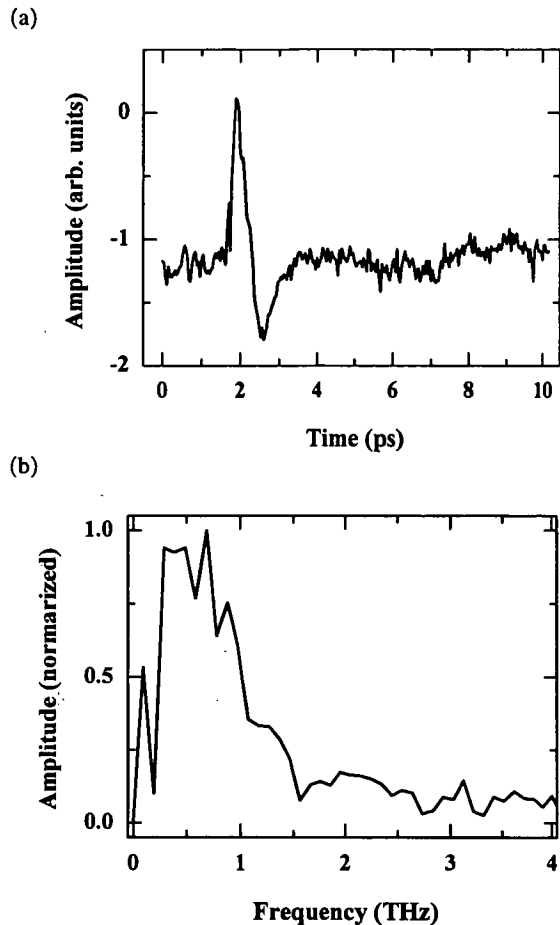 (a)
Amplitude (arb. units)
0
-1
-2
0 2 4 6 8 10
Time (ps)
(b)
Amplitude (normarized)
1.0
0.5
0.0
0 1 2 3 4
Frequency (THz)